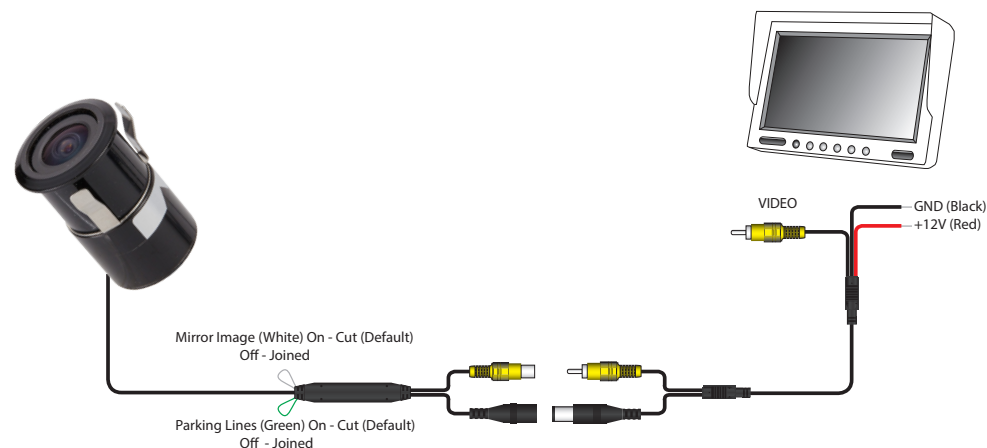 VIDEO
GND (Black)
+12V (Red)
Mirror Image (White) On - Cut (Default)
Off - Joined
Parking Lines (Green) On - Cut (Default)
Off - Joined